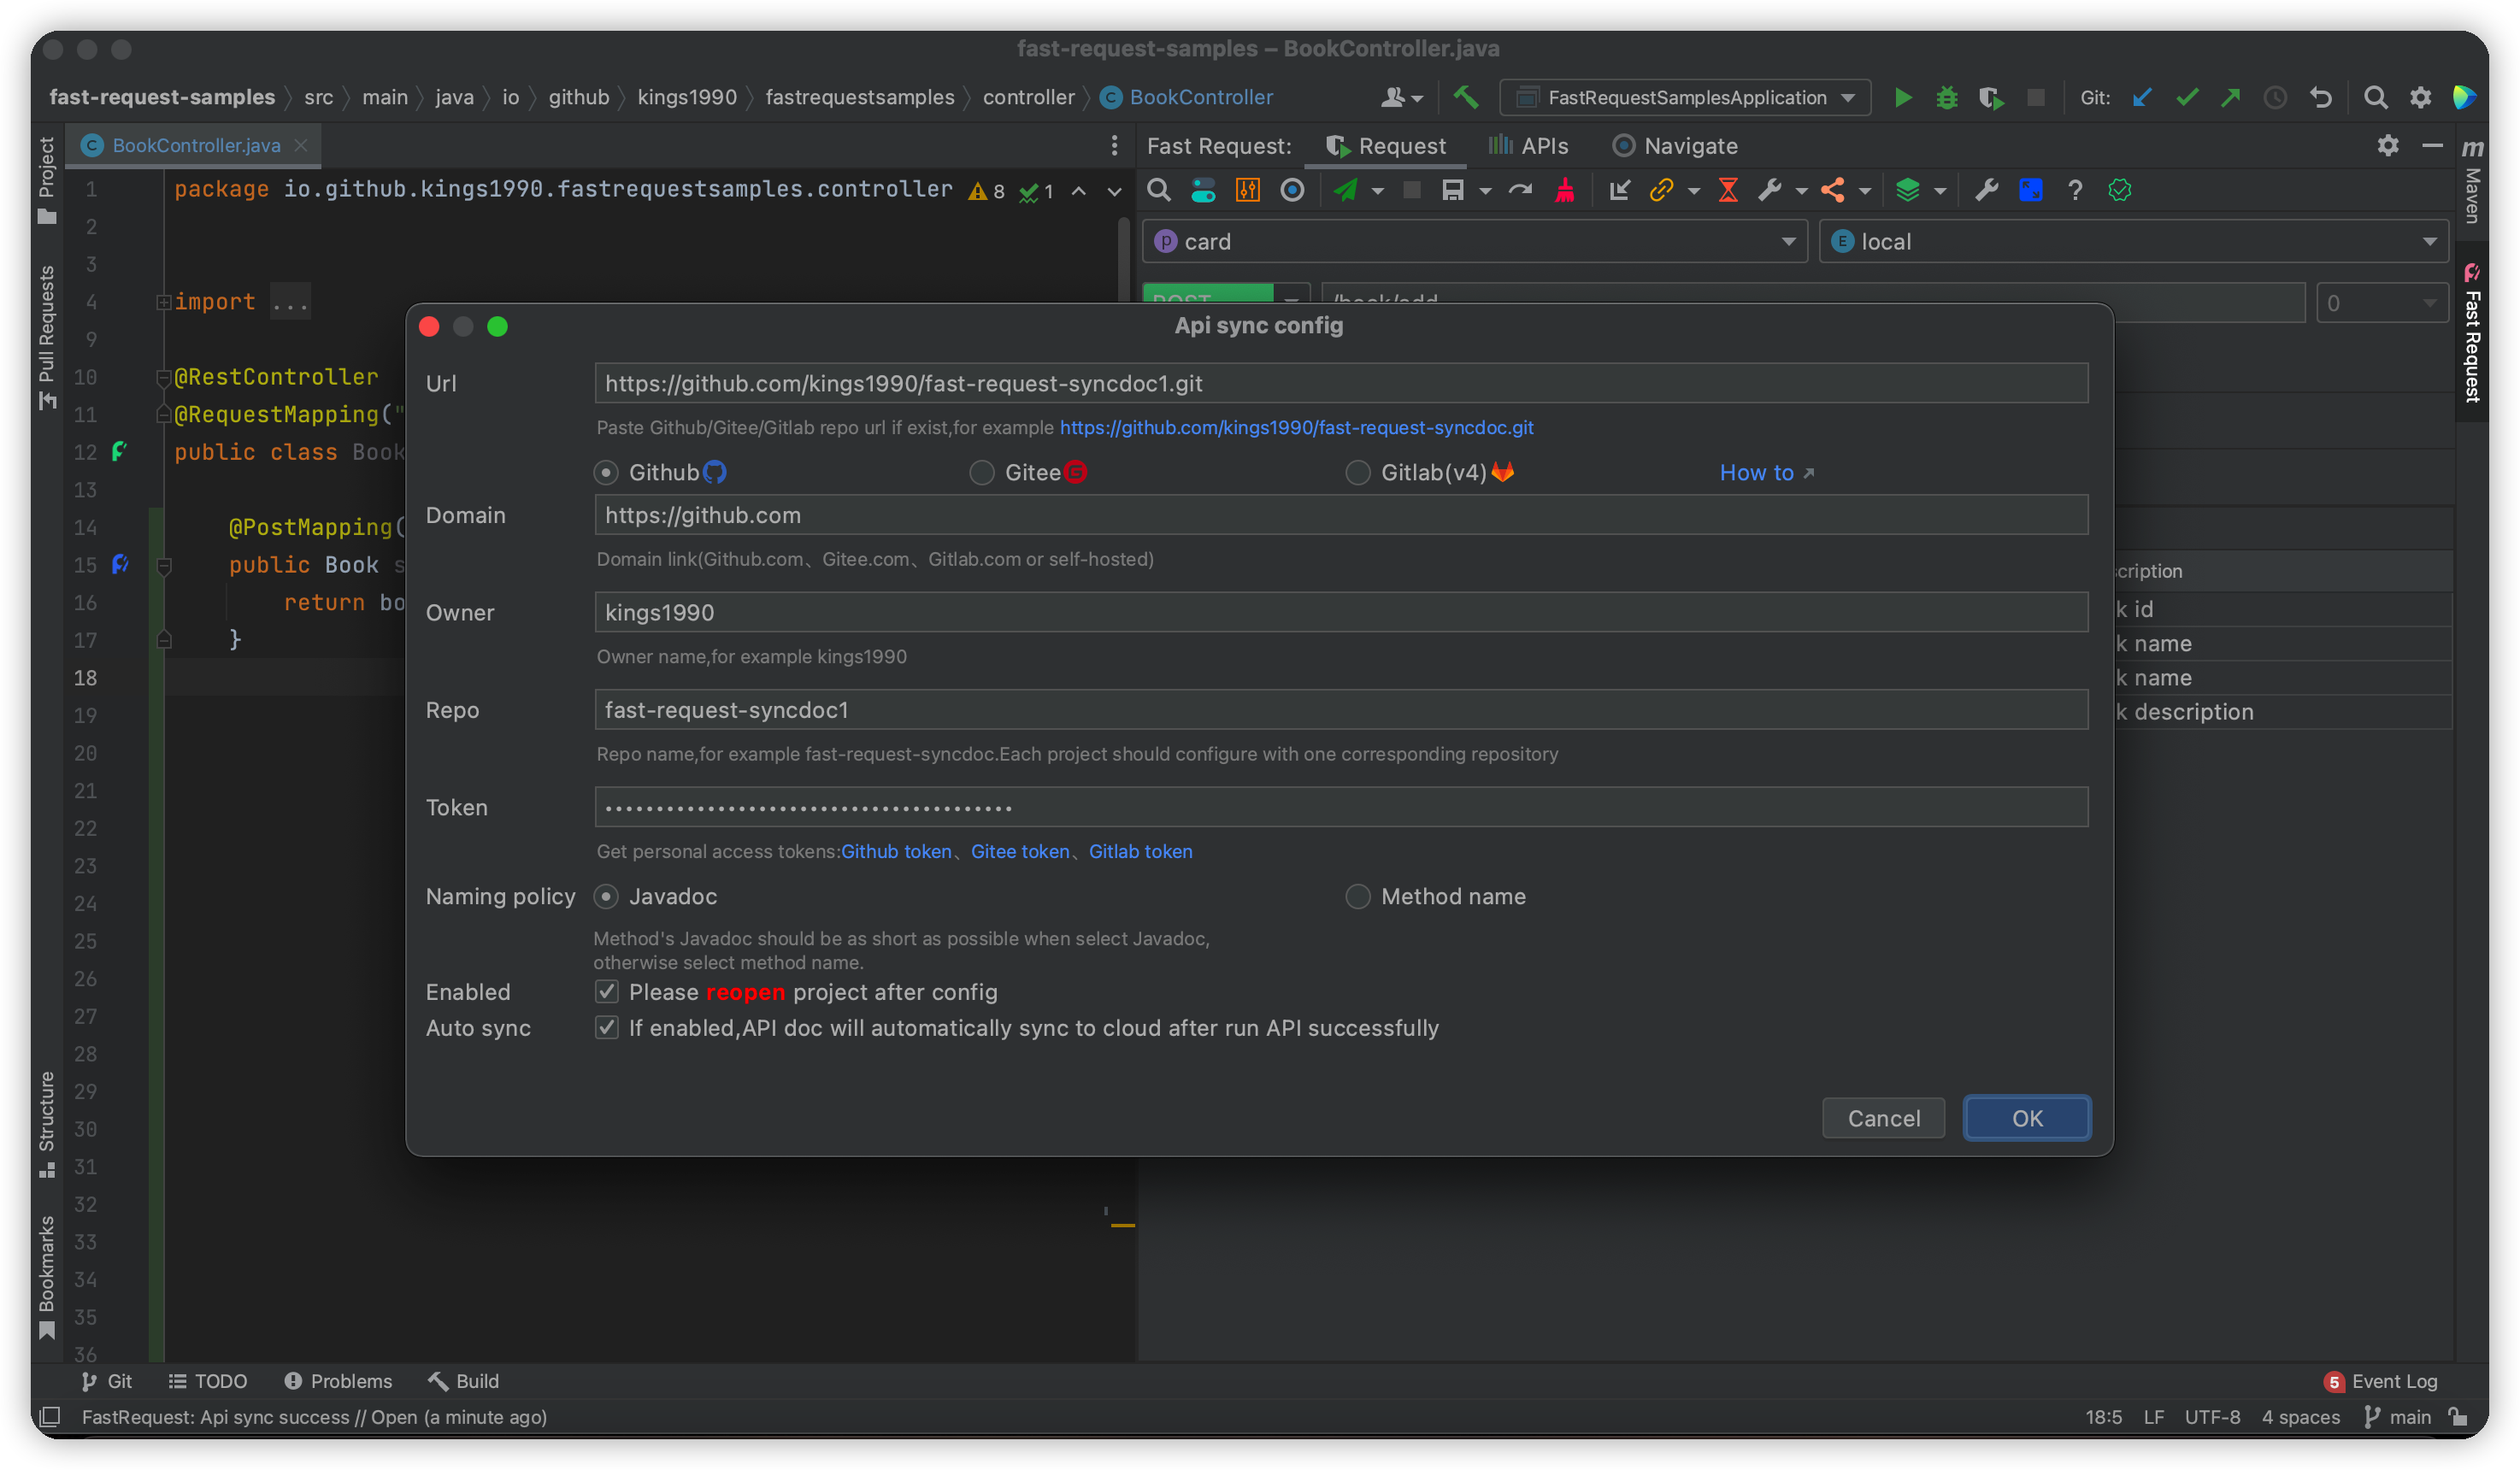 fast-request-samples – BookController.java
fast-request-samples src main java io github kings1990 fastrequestsamples controller BookController
FastRequestSamplesApplication
Git:
Project
Pull Requests
Structure
Bookmarks
BookController.java
1 package io.github.kings1990.fastrequestsamples.controller 8 1
2
3
4 import ...
9
10 @RestController
11 @RequestMapping("
12 public class Book
13
14 @PostMapping(
15 public Book s
16 return bo
17 }
18
19
20
21
22
23
24
25
26
27
28
29
30
31
32
33
34
35
36
Fast Request: Request APIs Navigate
card
local
POST /book/add 0
Maven
Fast Request
cription
k id
k name
k name
k description
Api sync config
Url https://github.com/kings1990/fast-request-syncdoc1.git
Paste Github/Gitee/Gitlab repo url if exist,for example https://github.com/kings1990/fast-request-syncdoc.git
Github Gitee Gitlab(v4) How to
Domain https://github.com
Domain link(Github.com、Gitee.com、Gitlab.com or self-hosted)
Owner kings1990
Owner name,for example kings1990
Repo fast-request-syncdoc1
Repo name,for example fast-request-syncdoc.Each project should configure with one corresponding repository
Token
Get personal access tokens:Github token、Gitee token、Gitlab token
Naming policy Javadoc Method name
Method's Javadoc should be as short as possible when select Javadoc,
otherwise select method name.
Enabled Please reopen project after config
Auto sync If enabled,API doc will automatically sync to cloud after run API successfully
Cancel OK
Git TODO Problems Build 5 Event Log
FastRequest: Api sync success // Open (a minute ago) 18:5 LF UTF-8 4 spaces main